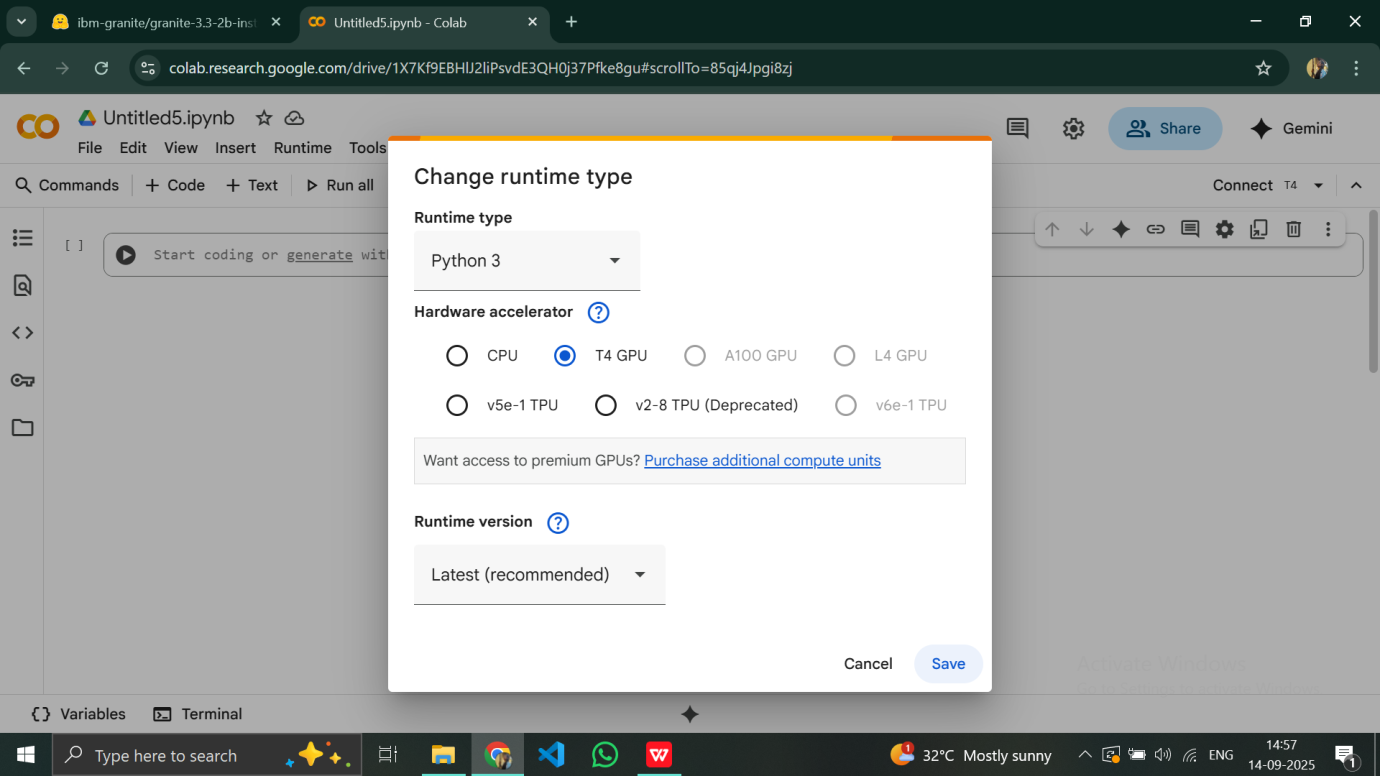 ibm-granite/granite-3.3-2b-inst
Untitled5.ipynb - Colab
colab.research.google.com/drive/1X7Kf9EBHlJ2liPsvdE3QH0j37Pfke8gu#scrollTo=85qj4Jpgi8zj
Untitled5.ipynb
File Edit View Insert Runtime Tools
Share
Gemini
Commands + Code + Text Run all
Connect T4
[ ] Start coding or generate wit
Change runtime type
Runtime type
Python 3
Hardware accelerator ?
CPU T4 GPU A100 GPU L4 GPU
v5e-1 TPU v2-8 TPU (Deprecated) v6e-1 TPU
Want access to premium GPUs? Purchase additional compute units
Runtime version ?
Latest (recommended)
Cancel Save
Activate Windows
Variables Terminal
Type here to search
1
32°C Mostly sunny
ENG
14:57
14-09-2025
1